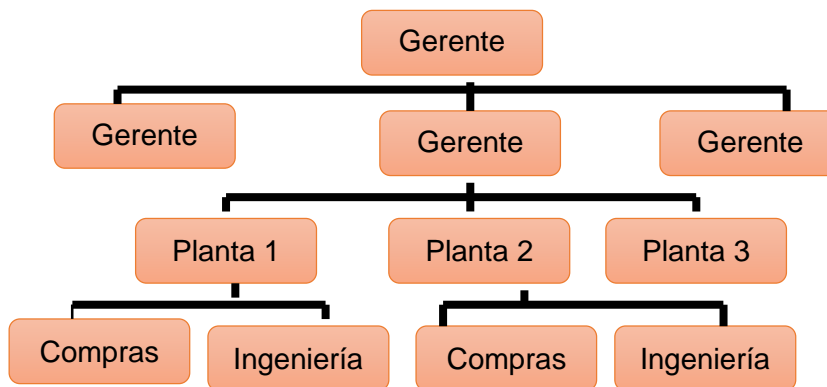 Gerente
Gerente
Gerente
Gerente
Planta 1
Planta 2
Planta 3
Compras
Ingeniería
Compras
Ingeniería